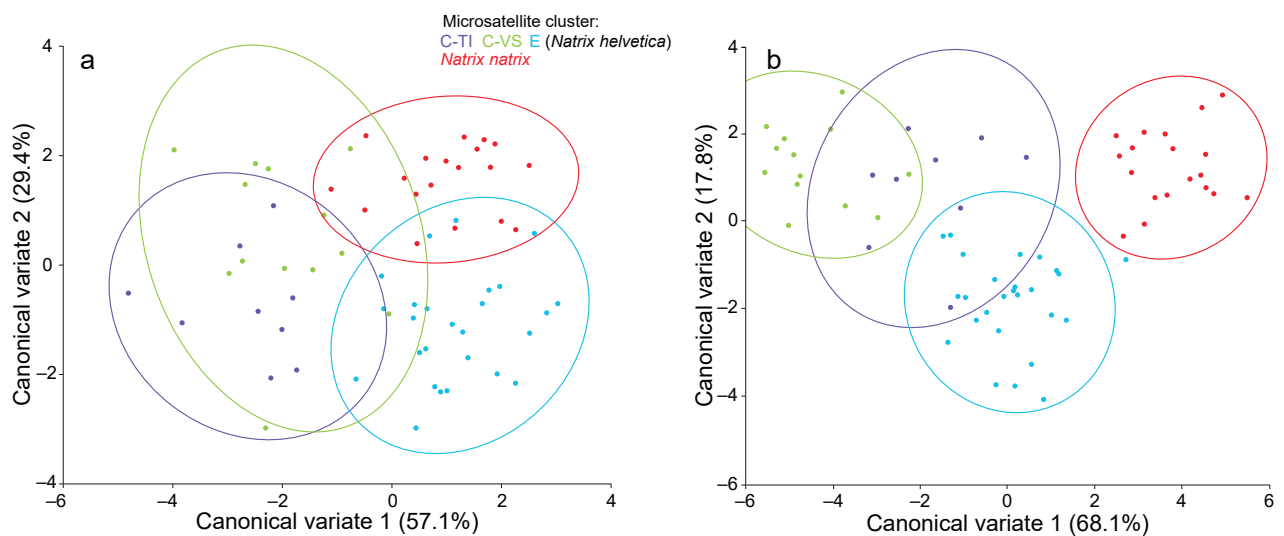 Microsatellite cluster:
C-TI C-VS E (Natrix helvetica)
Natrix natrix
a
4
2
0
–2
–4
Canonical variate 2 (29.4%)
–6
–4
–2
0
2
4
Canonical variate 1 (57.1%)
b
4
2
0
–2
–4
–6
Canonical variate 2 (17.8%)
–6
–4
–2
0
2
4
6
Canonical variate 1 (68.1%)